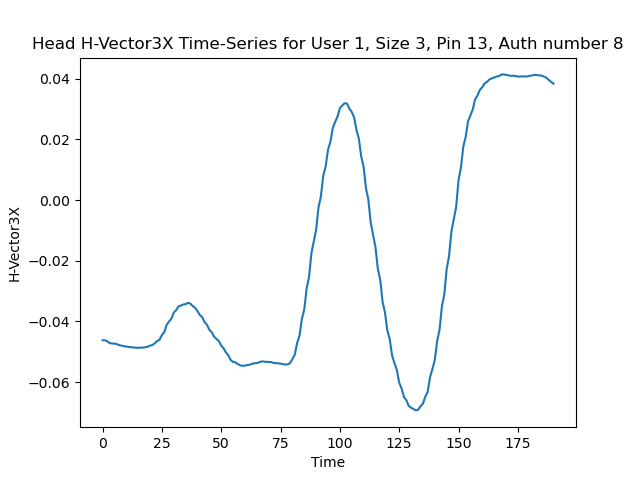 Head H-Vector3X Time-Series for User 1, Size 3, Pin 13, Auth number 8
0.04
0.02
0.00
−0.02
−0.04
−0.06
H-Vector3X
0 25 50 75 100 125 150 175
Time